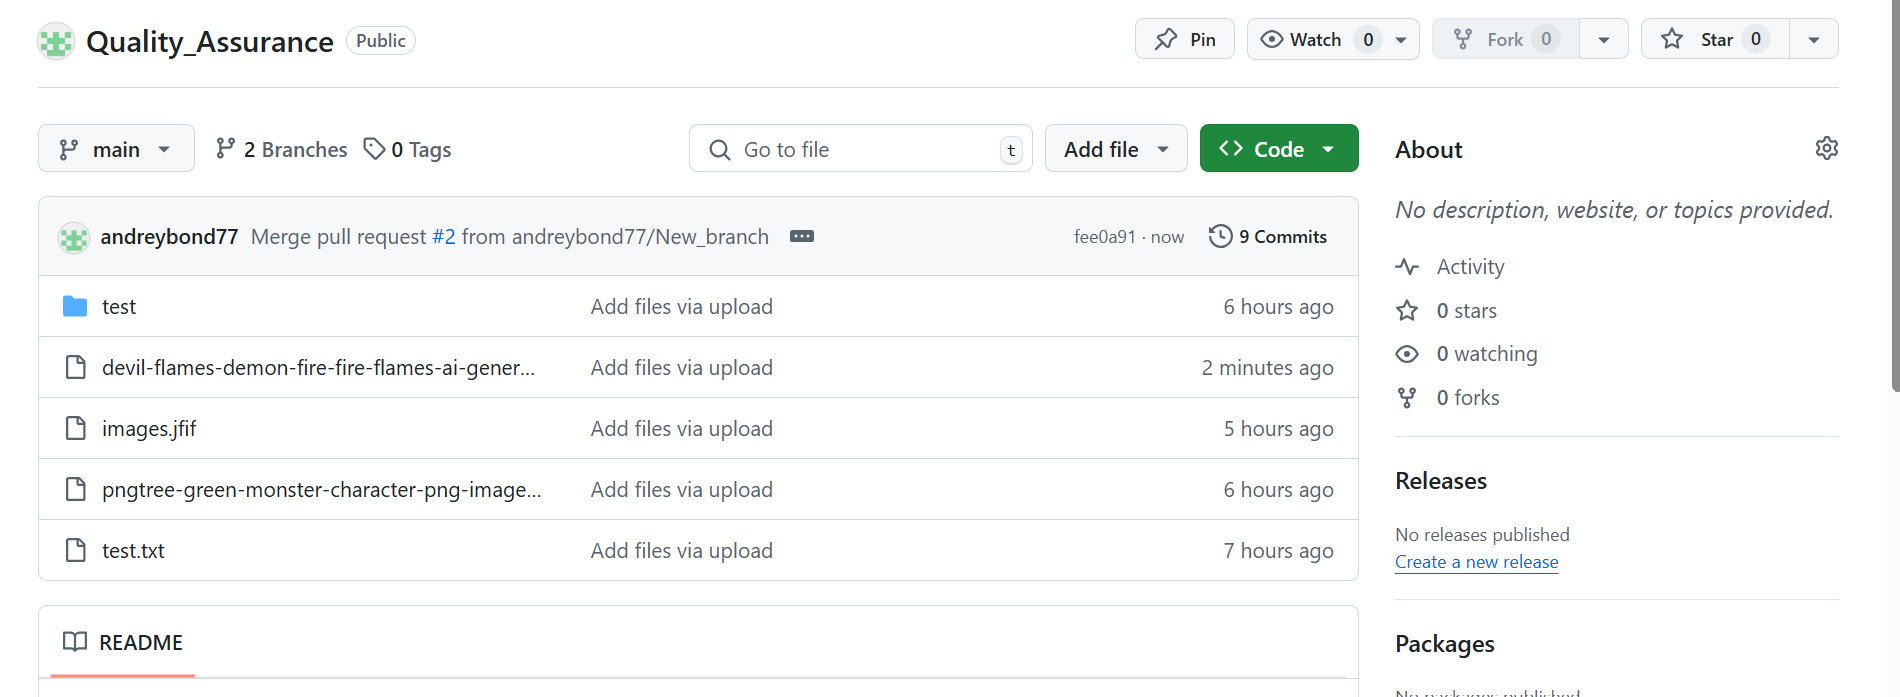 Quality_Assurance Public Pin Watch 0 Fork 0 Star 0
main 2 Branches 0 Tags Go to file t Add file Code
andreybond77 Merge pull request #2 from andreybond77/New_branch fee0a91 · now 9 Commits
test Add files via upload 6 hours ago
devil-flames-demon-fire-fire-flames-ai-gener... Add files via upload 2 minutes ago
images.jfif Add files via upload 5 hours ago
pngtree-green-monster-character-png-image... Add files via upload 6 hours ago
test.txt Add files via upload 7 hours ago
README
About
No description, website, or topics provided.
Activity
0 stars
0 watching
0 forks
Releases
No releases published
Create a new release
Packages
No packages published